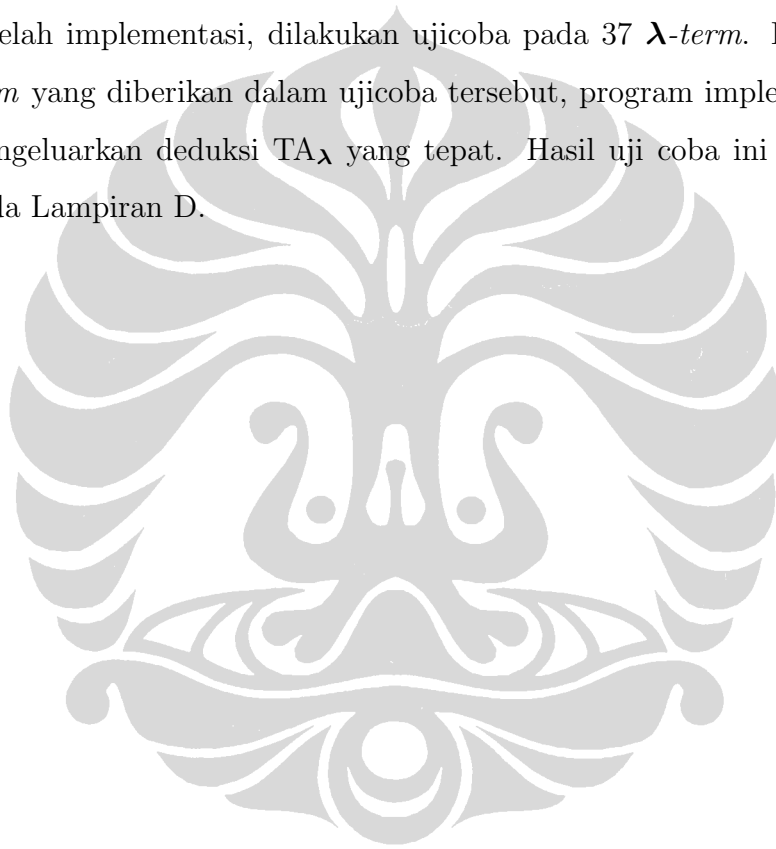 elah implementasi, dilakukan ujicoba pada 37 λ-term.
m yang diberikan dalam ujicoba tersebut, program imple
ngeluarkan deduksi TAλ yang tepat. Hasil uji coba ini
la Lampiran D.